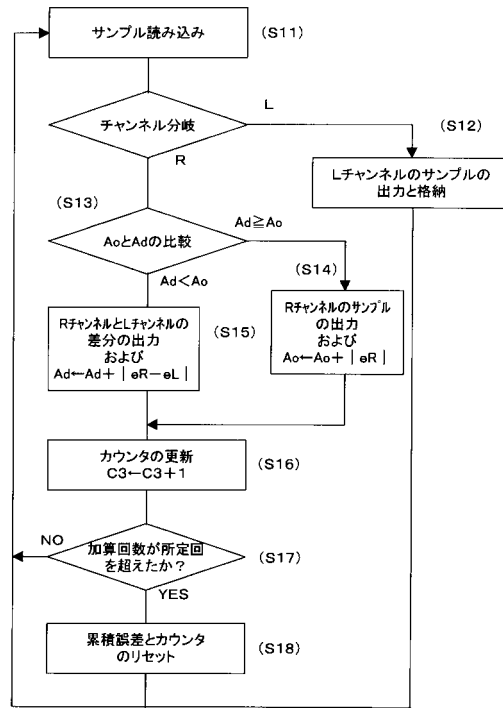 サンプル読み込み
(S11)
チャンネル分岐
L
R
(S12)
Lチャンネルのサンプルの
出力と格納
(S13)
AoとAdの比較
Ad≧Ao
Ad<Ao
(S14)
Rチャンネルのサンプル
の出力
および
Ao←Ao+|eR|
RチャンネルとLチャンネルの
差分の出力
および
Ad←Ad+|eR-eL|
(S15)
カウンタの更新
C3←C3+1
(S16)
NO
加算回数が所定回
を超えたか?
(S17)
YES
累積誤差とカウンタ
のリセット
(S18)